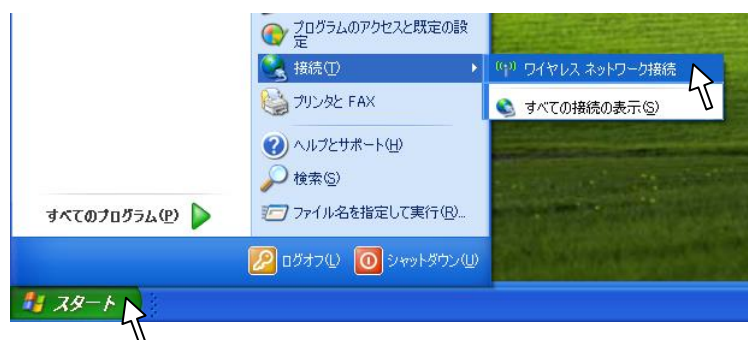 プログラムのアクセスと既定の設
定
接続(T)
ワイヤレス ネットワーク接続
プリンタと FAX
すべての接続の表示(S)
ヘルプとサポート(H)
検索(S)
すべてのプログラム(P)
ファイル名を指定して実行(R)...
ログオフ(L)
シャットダウン(U)
スタート